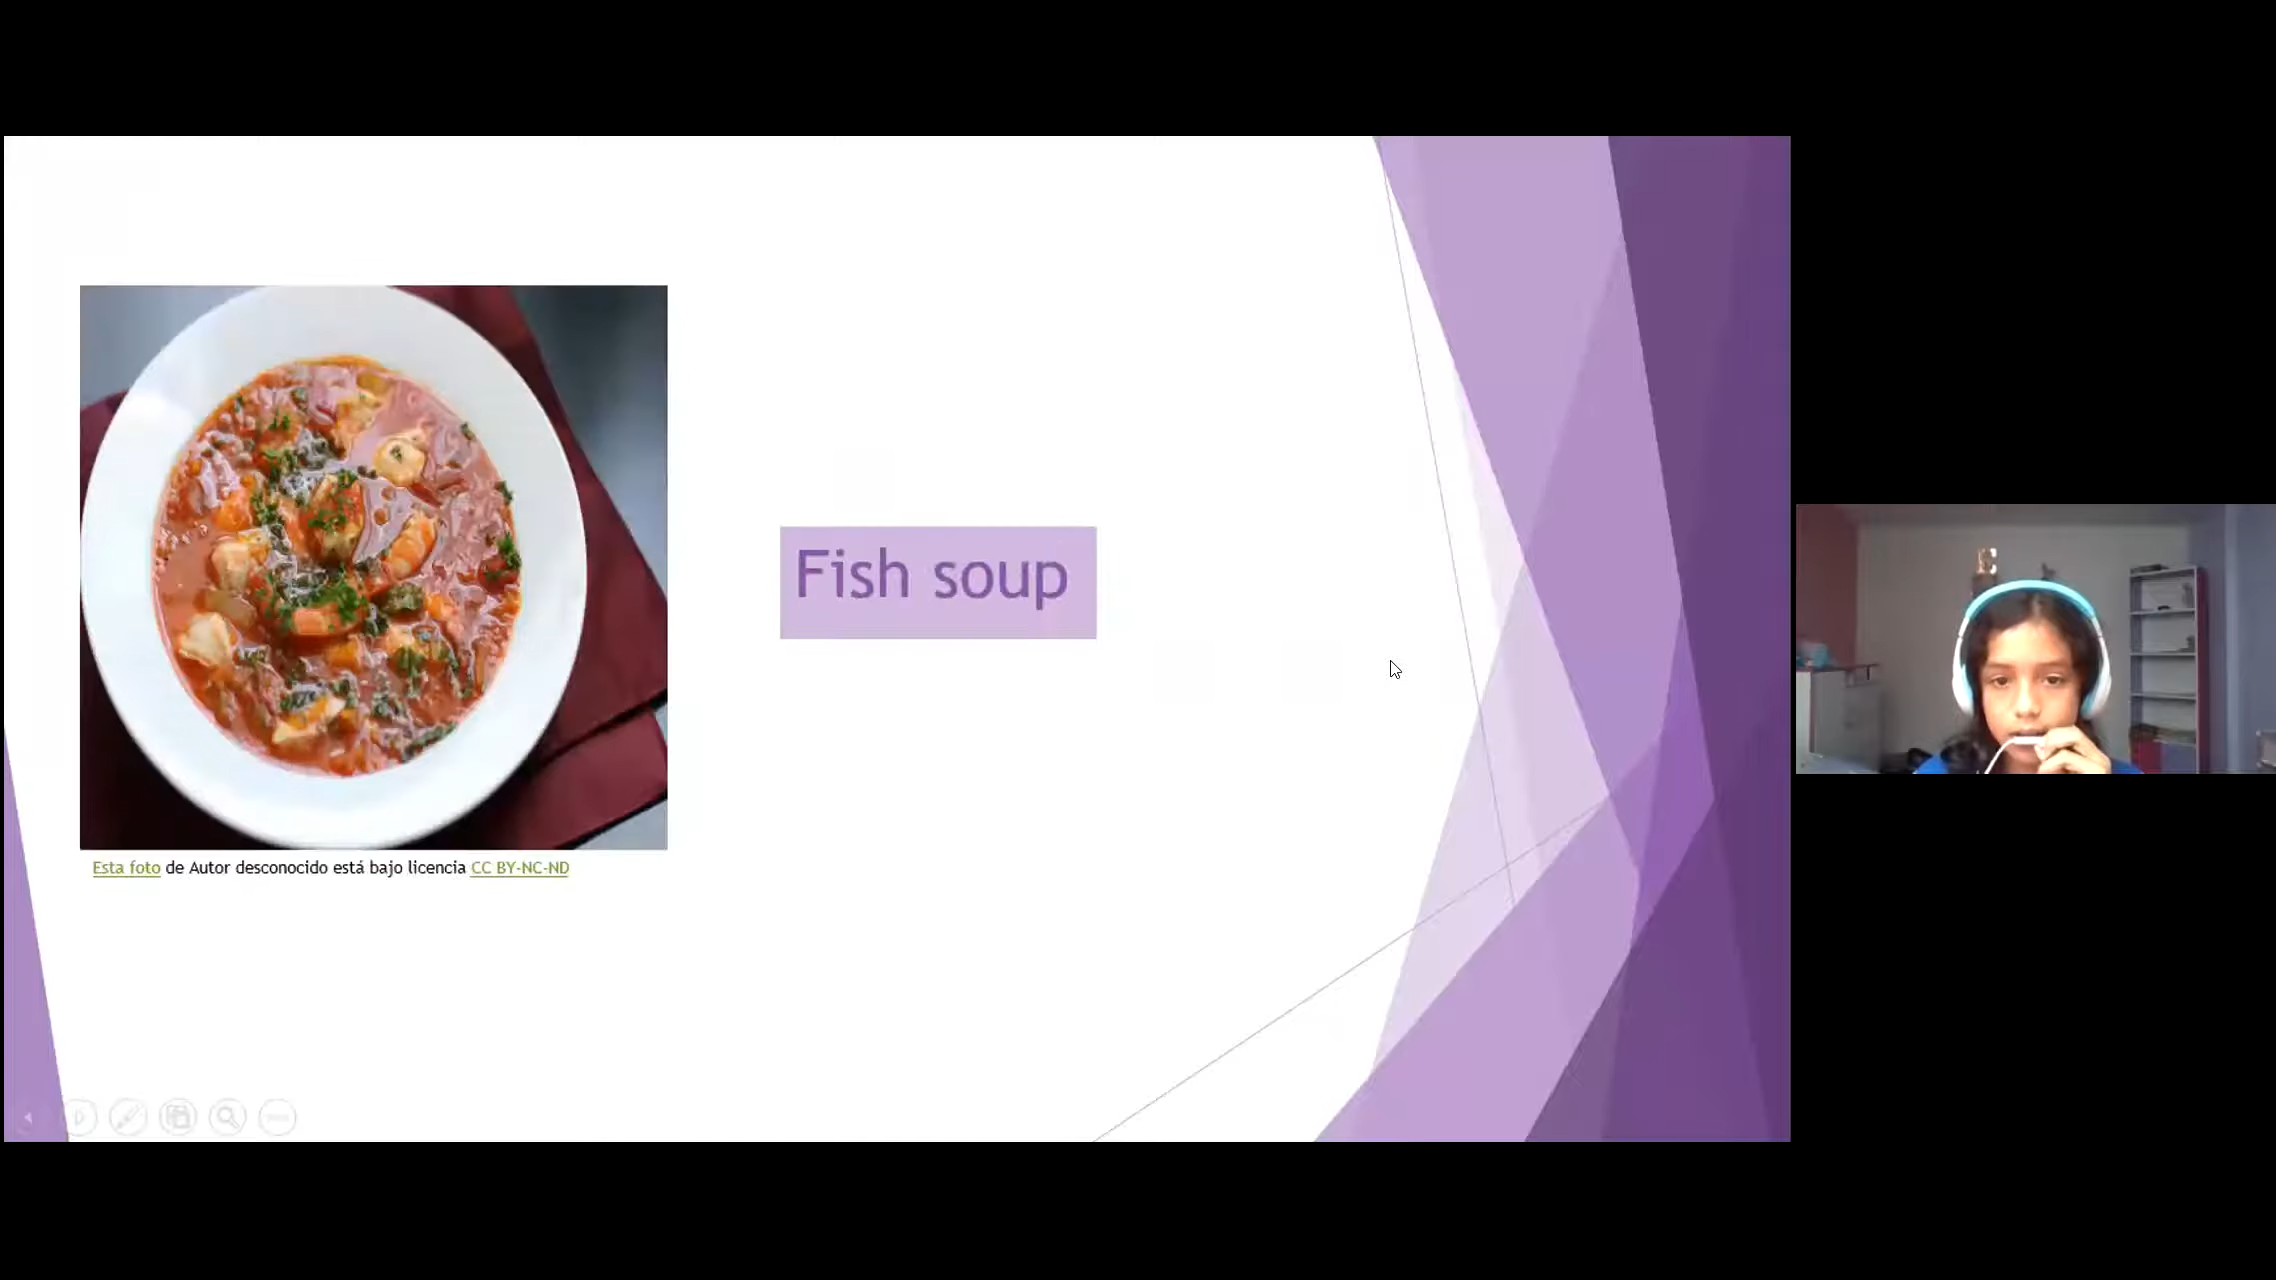 Fish soup
Esta foto de Autor desconocido está bajo licencia CC BY-NC-ND